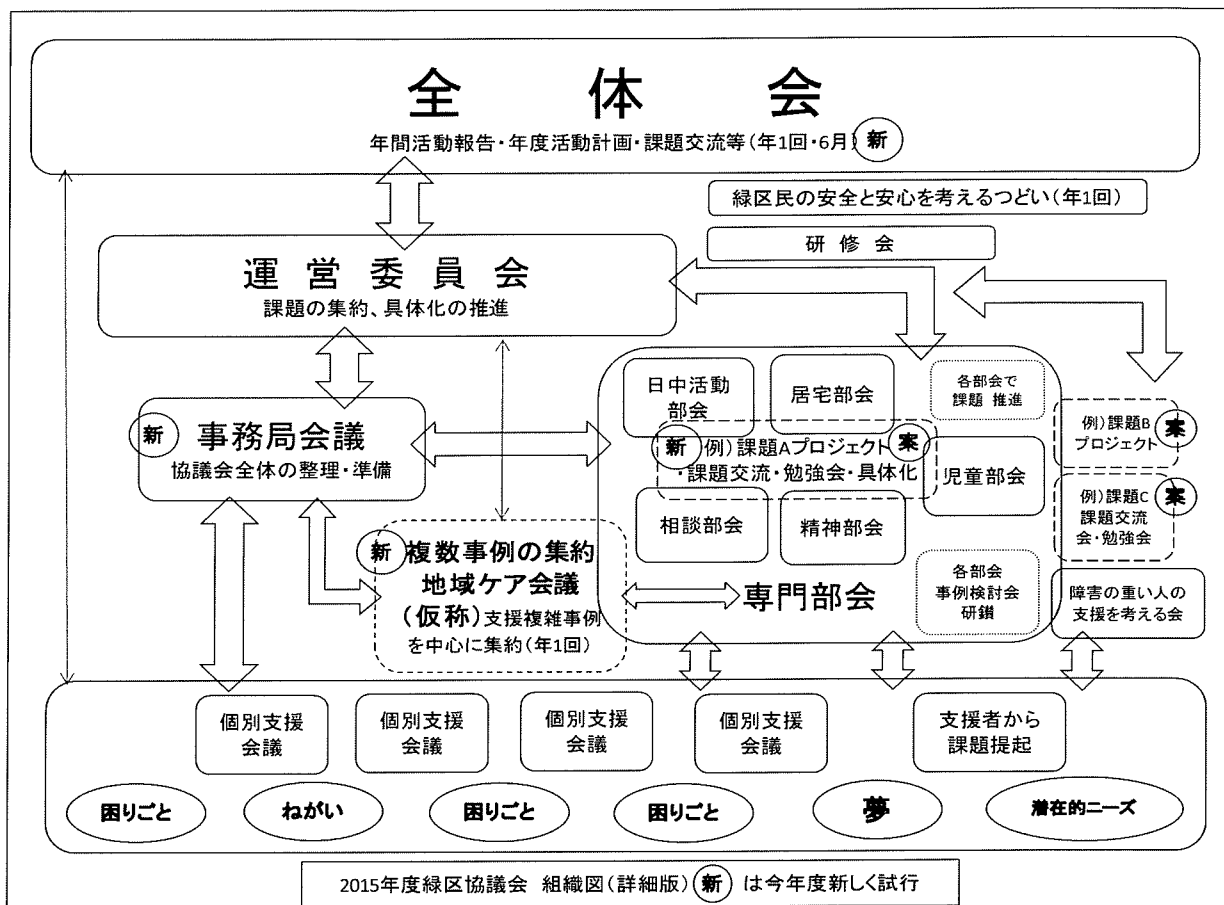 全体会
年間活動報告・年度活動計画・課題交流等(年1回・6月)
新
緑区民の安全と安心を考えるつどい(年1回)
研修会
運営委員会
課題の集約、具体化の推進
新
事務局会議
協議会全体の整理・準備
日中活動
部会
居宅部会
各部会で
課題 推進
新 例)課題Aプロジェクト 案
・課題交流・勉強会・具体化
児童部会
相談部会
精神部会
専門部会
各部会
事例検討会
研鑽
例)課題B
プロジェクト
案
例)課題C
課題交流
会・勉強会
案
障害の重い人の
支援を考える会
新 複数事例の集約
地域ケア会議
(仮称)支援複雑事例
を中心に集約(年1回)
個別支援
会議
個別支援
会議
個別支援
会議
個別支援
会議
支援者から
課題提起
困りごと
ねがい
困りごと
困りごと
夢
潜在的ニーズ
2015年度緑区協議会 組織図(詳細版) 新 は今年度新しく試行